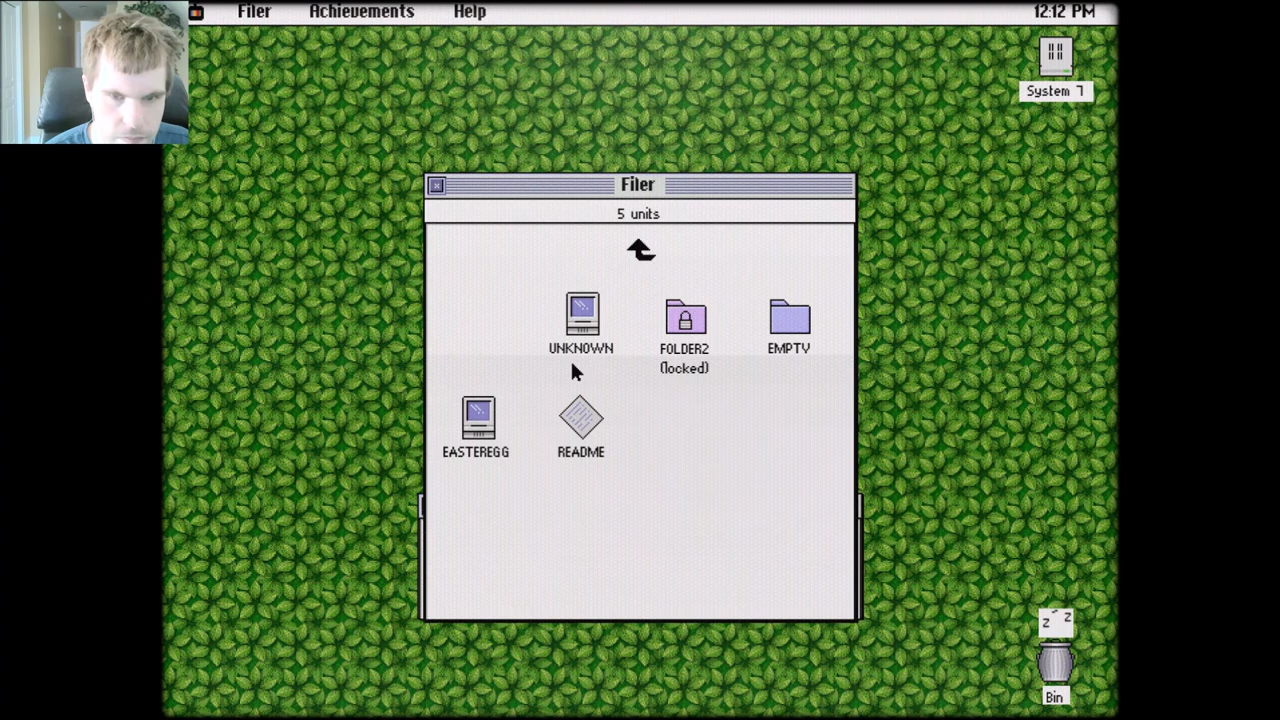 Filer Achievements Help 12:12 PM
System 7
Filer
5 units
UNKNOWN FOLDER2 EMPTY
(locked)
EASTEREGG README
z z
Bin